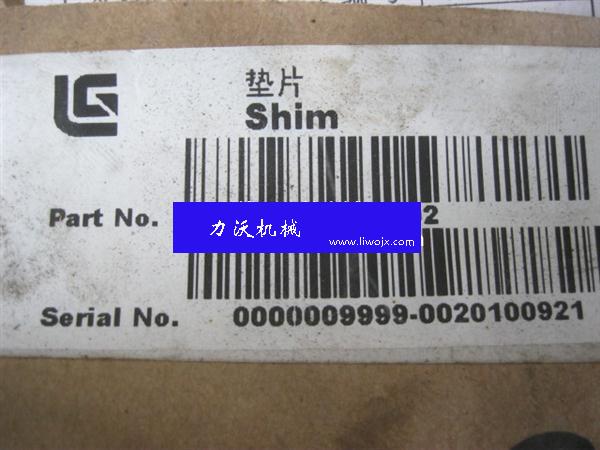 垫片
Shim
Part No. 2
力沃机械
www.liwojx.com
Serial No. 0000009999-0020100921